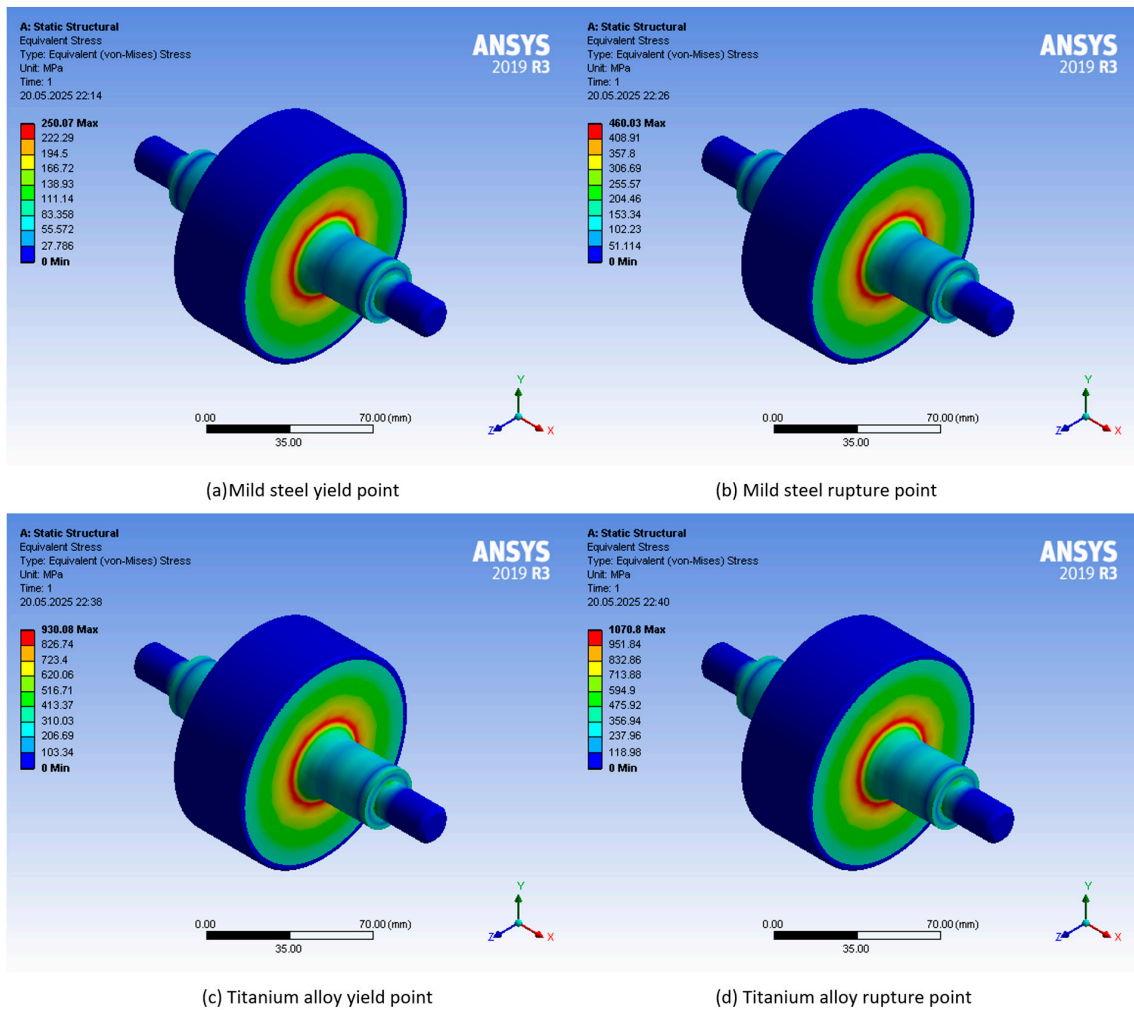 A: Static Structural
Equivalent Stress
Type: Equivalent (von-Mises) Stress
Unit: MPa
Time: 1
20.05.2025 22:14
ANSYS
2019 R3
250.07 Max
222.29
194.5
166.72
138.93
111.14
83.358
55.572
27.786
0 Min
0.00
70.00 (mm)
35.00
Y
Z
X
(a)Mild steel yield point
A: Static Structural
Equivalent Stress
Type: Equivalent (von-Mises) Stress
Unit: MPa
Time: 1
20.05.2025 22:26
ANSYS
2019 R3
460.03 Max
408.91
357.8
306.69
255.57
204.46
153.34
102.23
51.114
0 Min
0.00
70.00 (mm)
35.00
Y
Z
X
(b) Mild steel rupture point
A: Static Structural
Equivalent Stress
Type: Equivalent (von-Mises) Stress
Unit: MPa
Time: 1
20.05.2025 22:38
ANSYS
2019 R3
930.08 Max
826.74
723.4
620.06
516.71
413.37
310.03
206.69
103.34
0 Min
0.00
70.00 (mm)
35.00
Y
Z
X
(c) Titanium alloy yield point
A: Static Structural
Equivalent Stress
Type: Equivalent (von-Mises) Stress
Unit: MPa
Time: 1
20.05.2025 22:40
ANSYS
2019 R3
1070.8 Max
951.84
832.86
713.88
594.9
475.92
356.94
237.96
118.98
0 Min
0.00
70.00 (mm)
35.00
Y
Z
X
(d) Titanium alloy rupture point